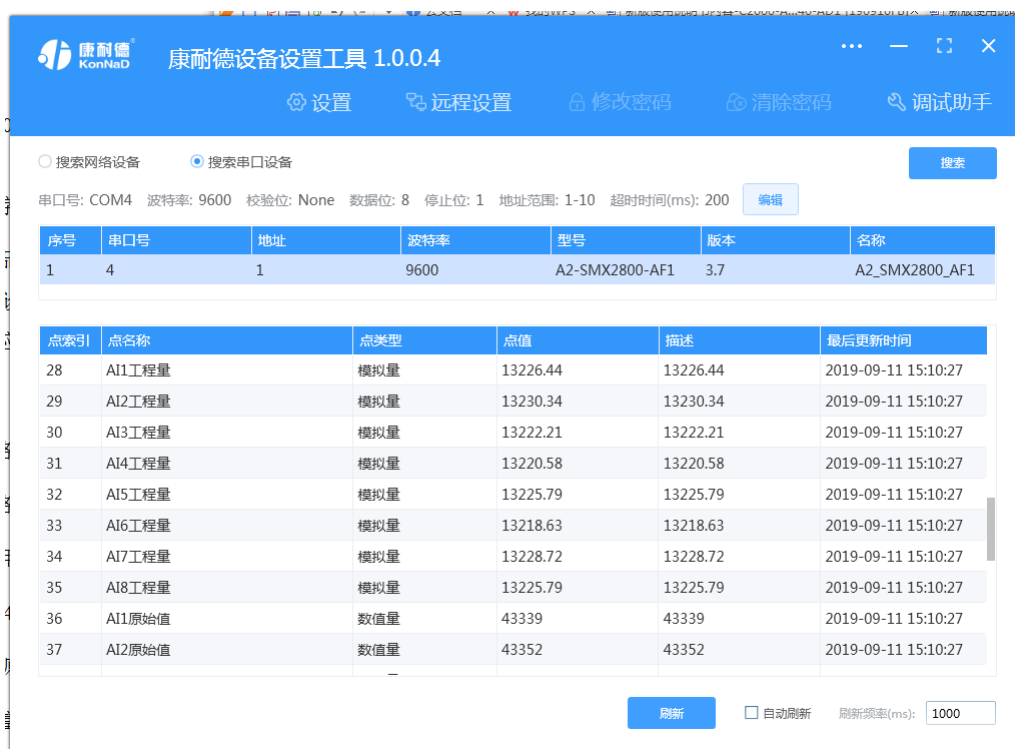 康耐德®
KonNaD
康耐德设备设置工具 1.0.0.4
设置 远程设置 修改密码 清除密码 调试助手
搜索网络设备 搜索串口设备 搜索
串口号: COM4 波特率: 9600 校验位: None 数据位: 8 停止位: 1 地址范围: 1-10 超时时间(ms): 200 编辑
序号 串口号 地址 波特率 型号 版本 名称
1 4 1 9600 A2-SMX2800-AF1 3.7 A2_SMX2800_AF1
点索引 点名称 点类型 点值 描述 最后更新时间
28 AI1工程量 模拟量 13226.44 13226.44 2019-09-11 15:10:27
29 AI2工程量 模拟量 13230.34 13230.34 2019-09-11 15:10:27
30 AI3工程量 模拟量 13222.21 13222.21 2019-09-11 15:10:27
31 AI4工程量 模拟量 13220.58 13220.58 2019-09-11 15:10:27
32 AI5工程量 模拟量 13225.79 13225.79 2019-09-11 15:10:27
33 AI6工程量 模拟量 13218.63 13218.63 2019-09-11 15:10:27
34 AI7工程量 模拟量 13228.72 13228.72 2019-09-11 15:10:27
35 AI8工程量 模拟量 13225.79 13225.79 2019-09-11 15:10:27
36 AI1原始值 数值量 43339 43339 2019-09-11 15:10:27
37 AI2原始值 数值量 43352 43352 2019-09-11 15:10:27
刷新 自动刷新 刷新频率(ms): 1000